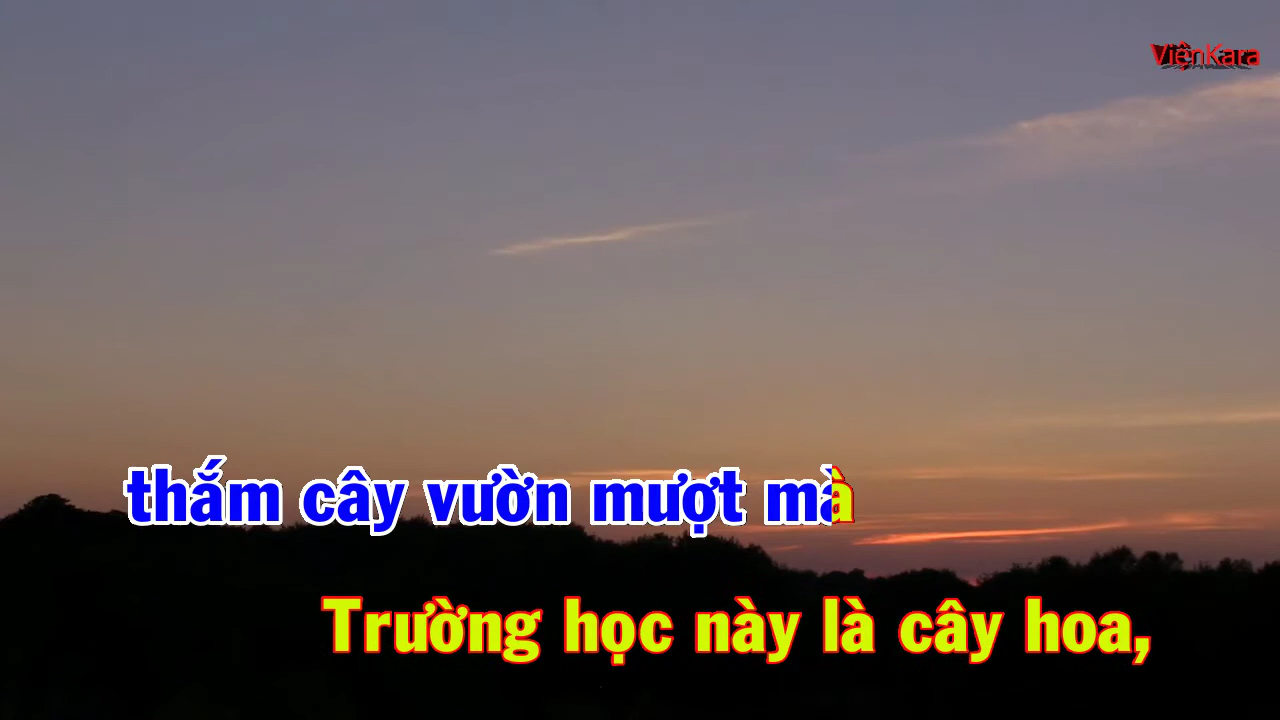 ViệnKara
thắm cây vườn mượt mà
Trường học này là cây hoa,